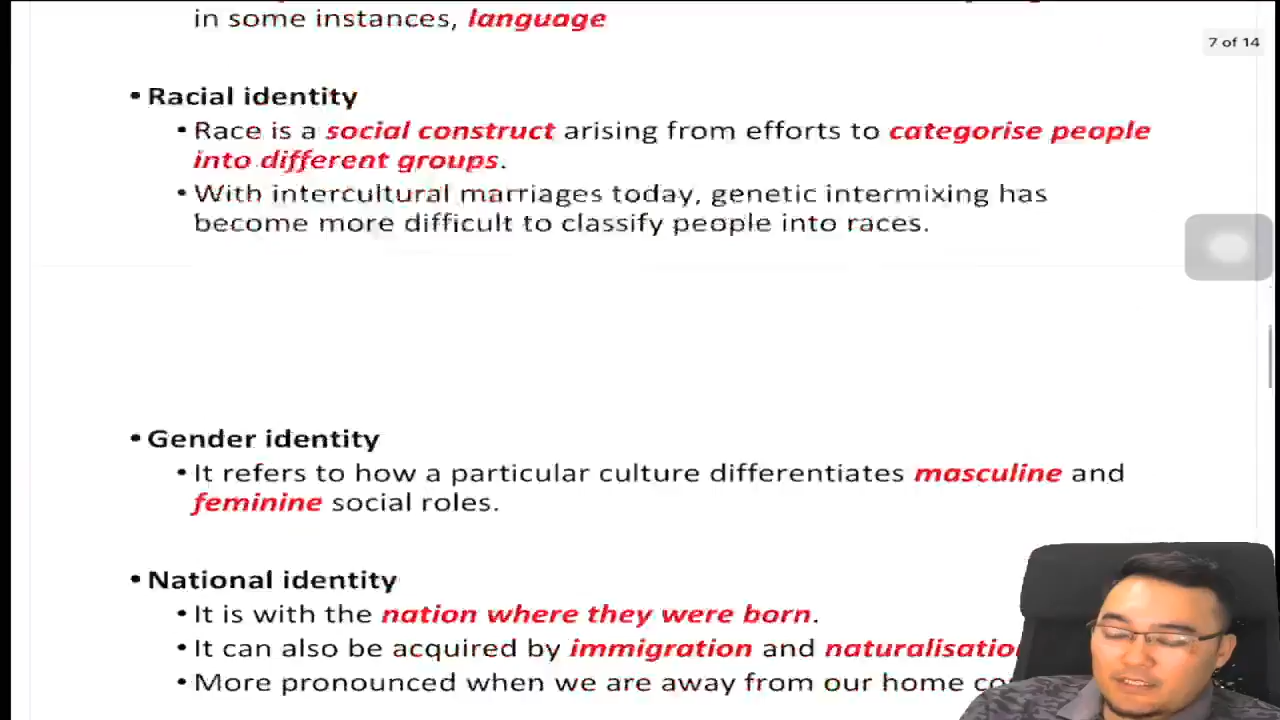 in some instances, language
7 of 14
• Racial identity
• Race is a social construct arising from efforts to categorise people
into different groups.
• With intercultural marriages today, genetic intermixing has
become more difficult to classify people into races.
• Gender identity
• It refers to how a particular culture differentiates masculine and
feminine social roles.
• National identity
• It is with the nation where they were born.
• It can also be acquired by immigration and naturalisatio
• More pronounced when we are away from our home co